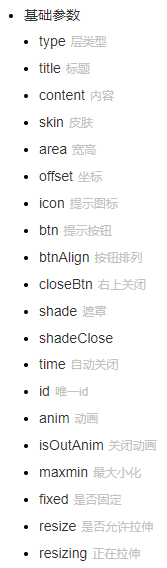 基础参数
type 层类型
title 标题
content 内容
skin 皮肤
area 宽高
offset 坐标
icon 提示图标
btn 提示按钮
btnAlign 按钮排列
closeBtn 右上关闭
shade 遮罩
shadeClose
time 自动关闭
id 唯一id
anim 动画
isOutAnim 关闭动画
maxmin 最大小化
fixed 是否固定
resize 是否允许拉伸
resizing 正在拉伸